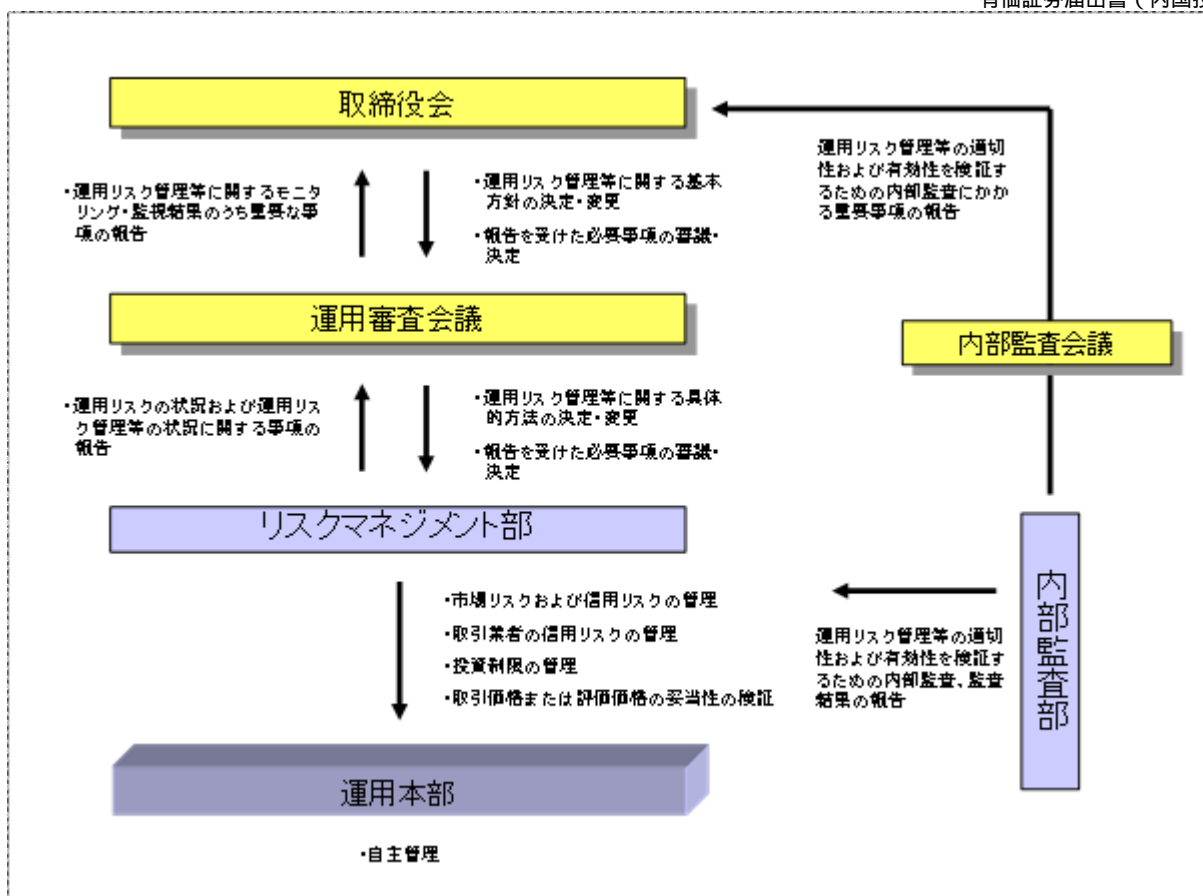 有価証券届出書（内国投
取締役会
・運用リスク管理等に関するモニタ
リング・監視結果のうち重要な事
項の報告
・運用リスク管理等に関する基本
方針の決定・変更
・報告を受けた必要事項の審議・
決定
運用リスク管理等の適切
性および有効性を検証す
るための内部監査にかか
る重要事項の報告
運用審査会議
内部監査会議
・運用リスクの状況および運用リス
ク管理等の状況に関する事項の
報告
・運用リスク管理等に関する具体
的方法の決定・変更
・報告を受けた必要事項の審議・
決定
リスクマネジメント部
内部監査部
・市場リスクおよび信用リスクの管理
・取引業者の信用リスクの管理
・投資制限の管理
・取引価格または評価価格の妥当性の検証
運用リスク管理等の適切
性および有効性を検証す
るための内部監査、監査
結果の報告
運用本部
・自主管理